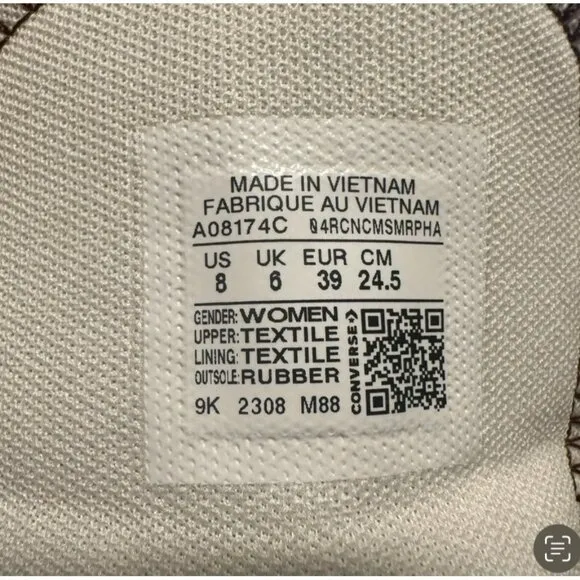 MADE IN VIETNAM
FABRIQUE AU VIETNAM
A08174C 04RCNCMSMRPHA
US UK EUR CM
8 6 39 24.5
GENDER: WOMEN
UPPER: TEXTILE
LINING: TEXTILE
OUTSOLE: RUBBER
CONVERSE
9K 2308 M88